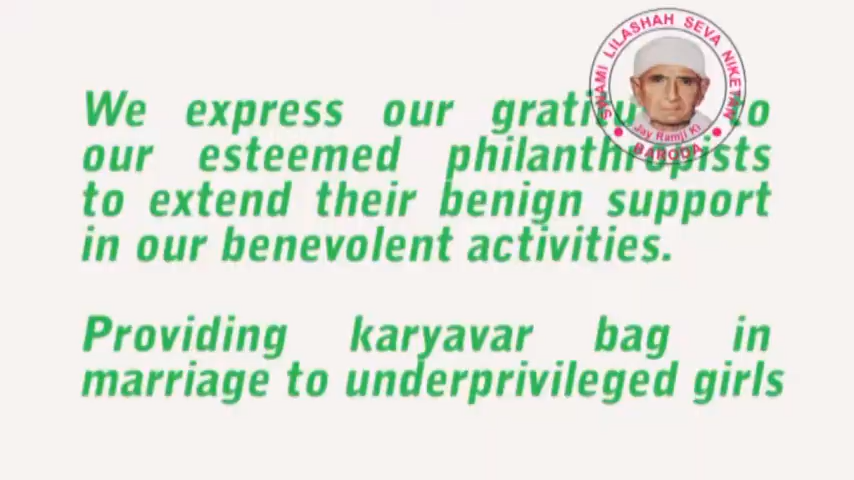 SWAMI LILASHAH SEVA NIKETAN
Jay Ramji Ki
BARODA
We express our gratitude to
our esteemed philanthropists
to extend their benign support
in our benevolent activities.
Providing karyavar bag in
marriage to underprivileged girls